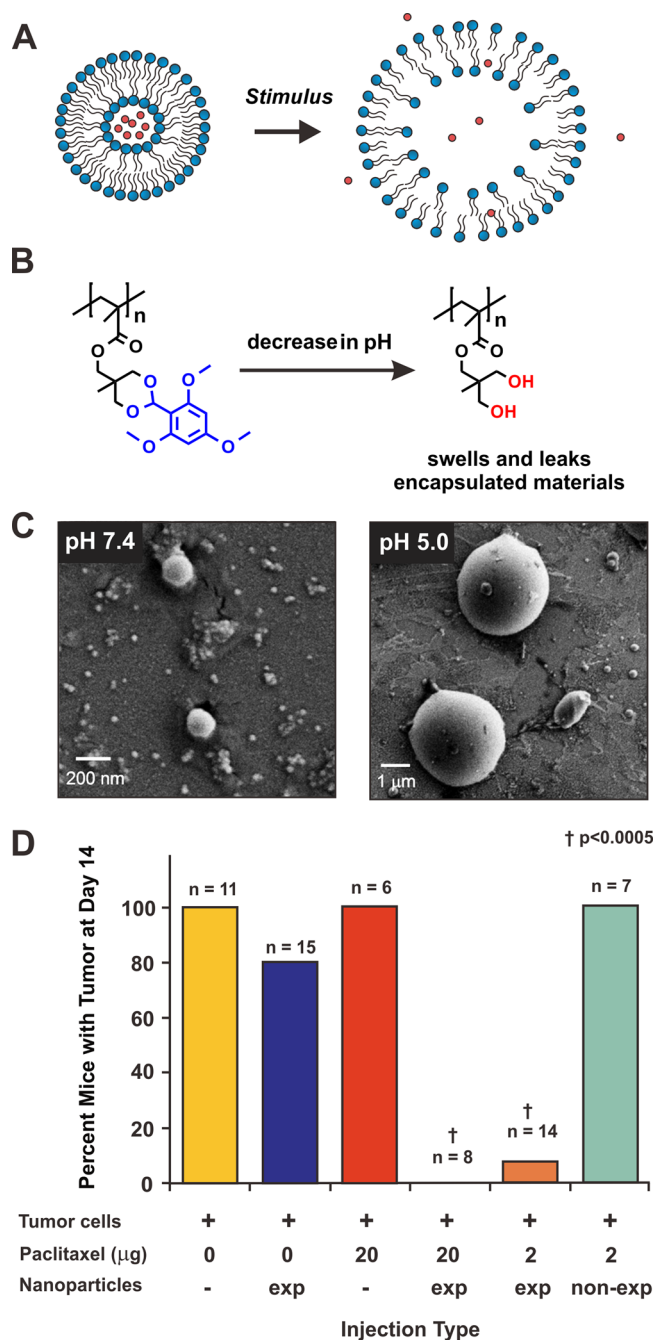 A
Stimulus
B
n
O
O
O
O
O
O
O
decrease in pH
n
O
O
OH
OH
swells and leaks
encapsulated materials
C
pH 7.4
200 nm
pH 5.0
1 μm
D
† p<0.0005
Percent Mice with Tumor at Day 14
100
80
60
40
20
0
n = 11
n = 15
n = 6
†
n = 8
†
n = 14
n = 7
Tumor cells + + + + + +
Paclitaxel (μg) 0 0 20 20 2 2
Nanoparticles - exp - exp exp non-exp
Injection Type